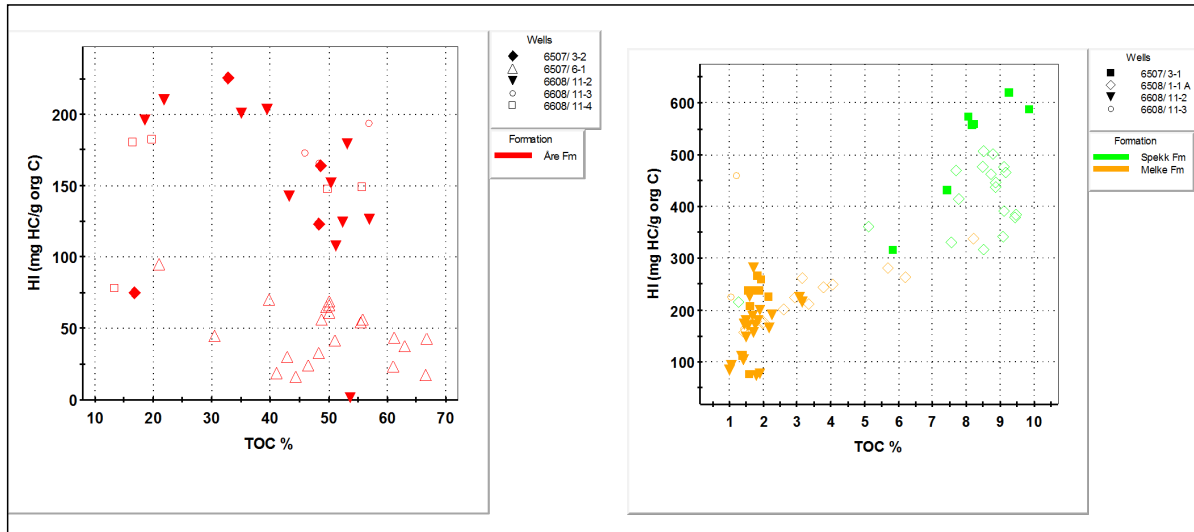 Wells
6507/ 3-2
6507/ 6-1
6608/ 11-2
6608/ 11-3
6608/ 11-4
Formation
Åre Fm
HI (mg HC/g org C)
200
150
100
50
0
10 20 30 40 50 60 70
TOC %
Wells
6507/ 3-1
6508/ 1-1 A
6608/ 11-2
6608/ 11-3
Formation
Spekk Fm
Melke Fm
HI (mg HC/g org C)
600
500
400
300
200
100
1 2 3 4 5 6 7 8 9 10
TOC %